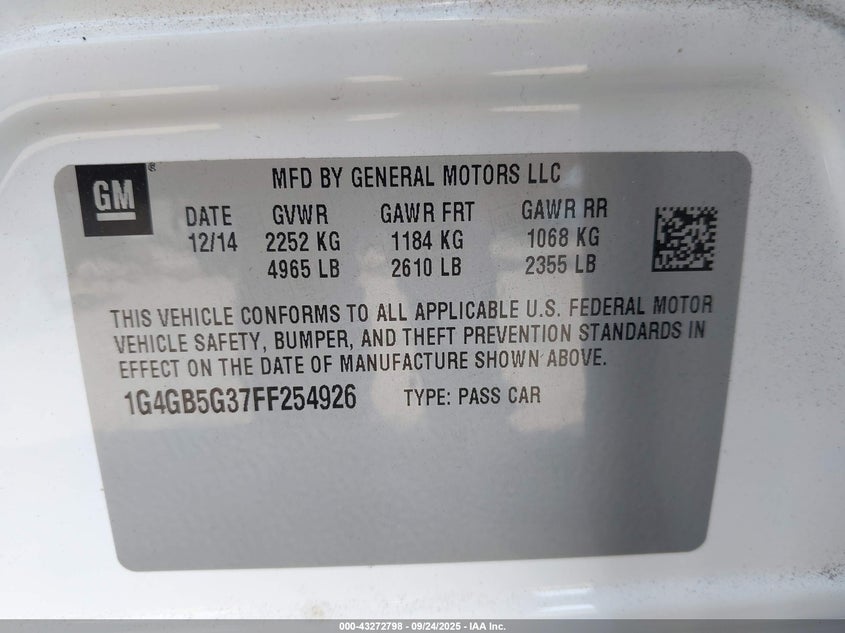 GM
MFD BY GENERAL MOTORS LLC
DATE GVWR GAWR FRT GAWR RR
12/14 2252 KG 1184 KG 1068 KG
4965 LB 2610 LB 2355 LB
THIS VEHICLE CONFORMS TO ALL APPLICABLE U.S. FEDERAL MOTOR
VEHICLE SAFETY, BUMPER, AND THEFT PREVENTION STANDARDS IN
EFFECT ON THE DATE OF MANUFACTURE SHOWN ABOVE.
1G4GB5G37FF254926 TYPE: PASS CAR
000-43272798 - 09/24/2025 - IAA Inc.